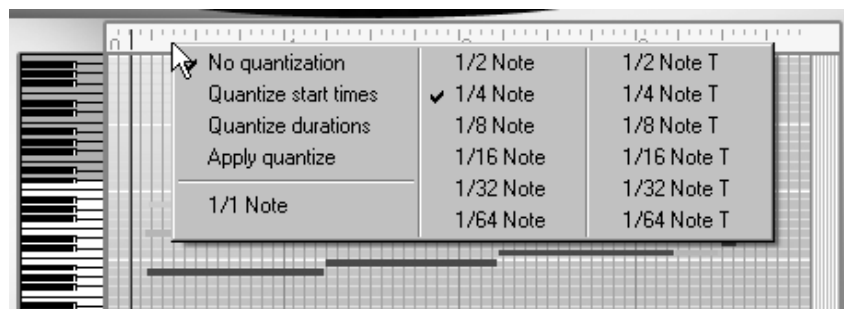 No quantization
Quantize start times
Quantize durations
Apply quantize
1/1 Note
1/2 Note
1/4 Note
1/8 Note
1/16 Note
1/32 Note
1/64 Note
1/2 Note T
1/4 Note T
1/8 Note T
1/16 Note T
1/32 Note T
1/64 Note T